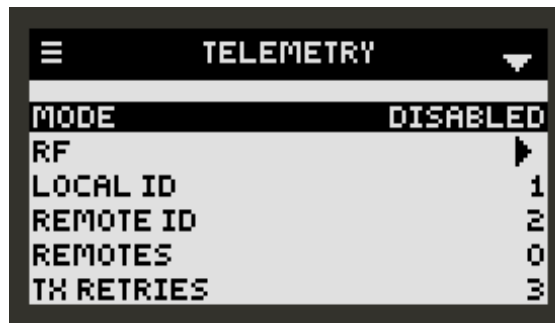 TELEMETRY
MODE DISABLED
RF
LOCAL ID 1
REMOTE ID 2
REMOTES 0
TX RETRIES 3